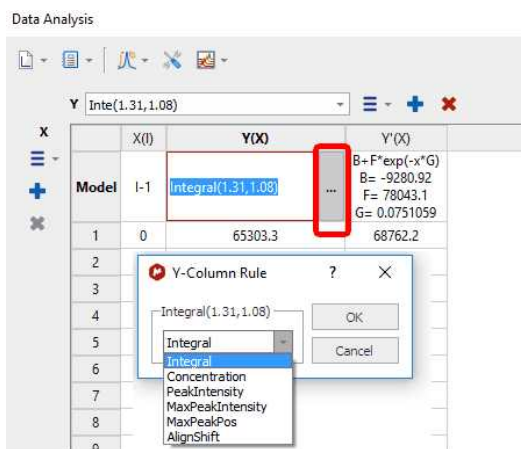 Data Analysis
Y Inte(1.31,1.08)
X
X(I) Y(X) Y'(X)
Model I-1 Integral(1.31,1.08) ... B+F*exp(-x*G)
B= -9280.92
F= 78043.1
G= 0.0751059
1 0 65303.3 68762.2
2
3
4
5
6
7
8
9
Y-Column Rule ? ×
Integral(1.31,1.08)
OK
Integral
Cancel
Integral
Concentration
PeakIntensity
MaxPeakIntensity
MaxPeakPos
AlignShift